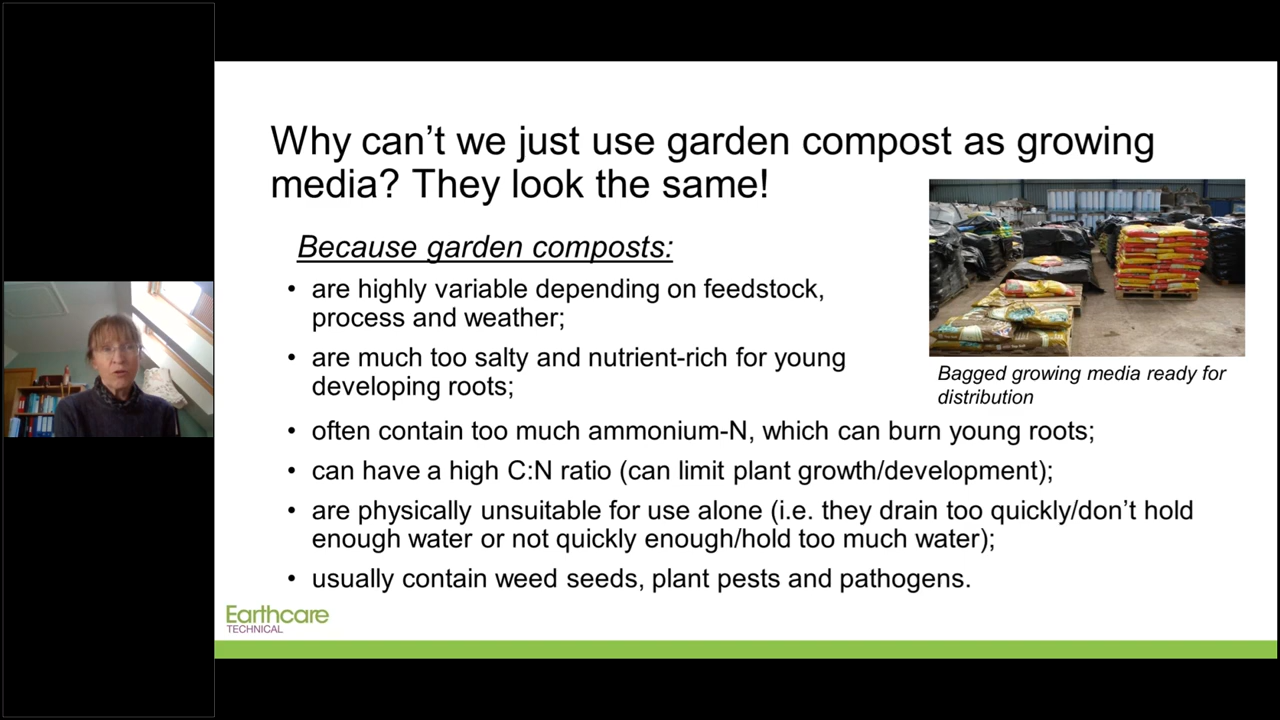 Why can’t we just use garden compost as growing
media? They look the same!
Because garden composts:
• are highly variable depending on feedstock,
process and weather;
• are much too salty and nutrient-rich for young
developing roots;
Bagged growing media ready for
distribution
• often contain too much ammonium-N, which can burn young roots;
• can have a high C:N ratio (can limit plant growth/development);
• are physically unsuitable for use alone (i.e. they drain too quickly/don’t hold
enough water or not quickly enough/hold too much water);
• usually contain weed seeds, plant pests and pathogens.
Earthcare
TECHNICAL